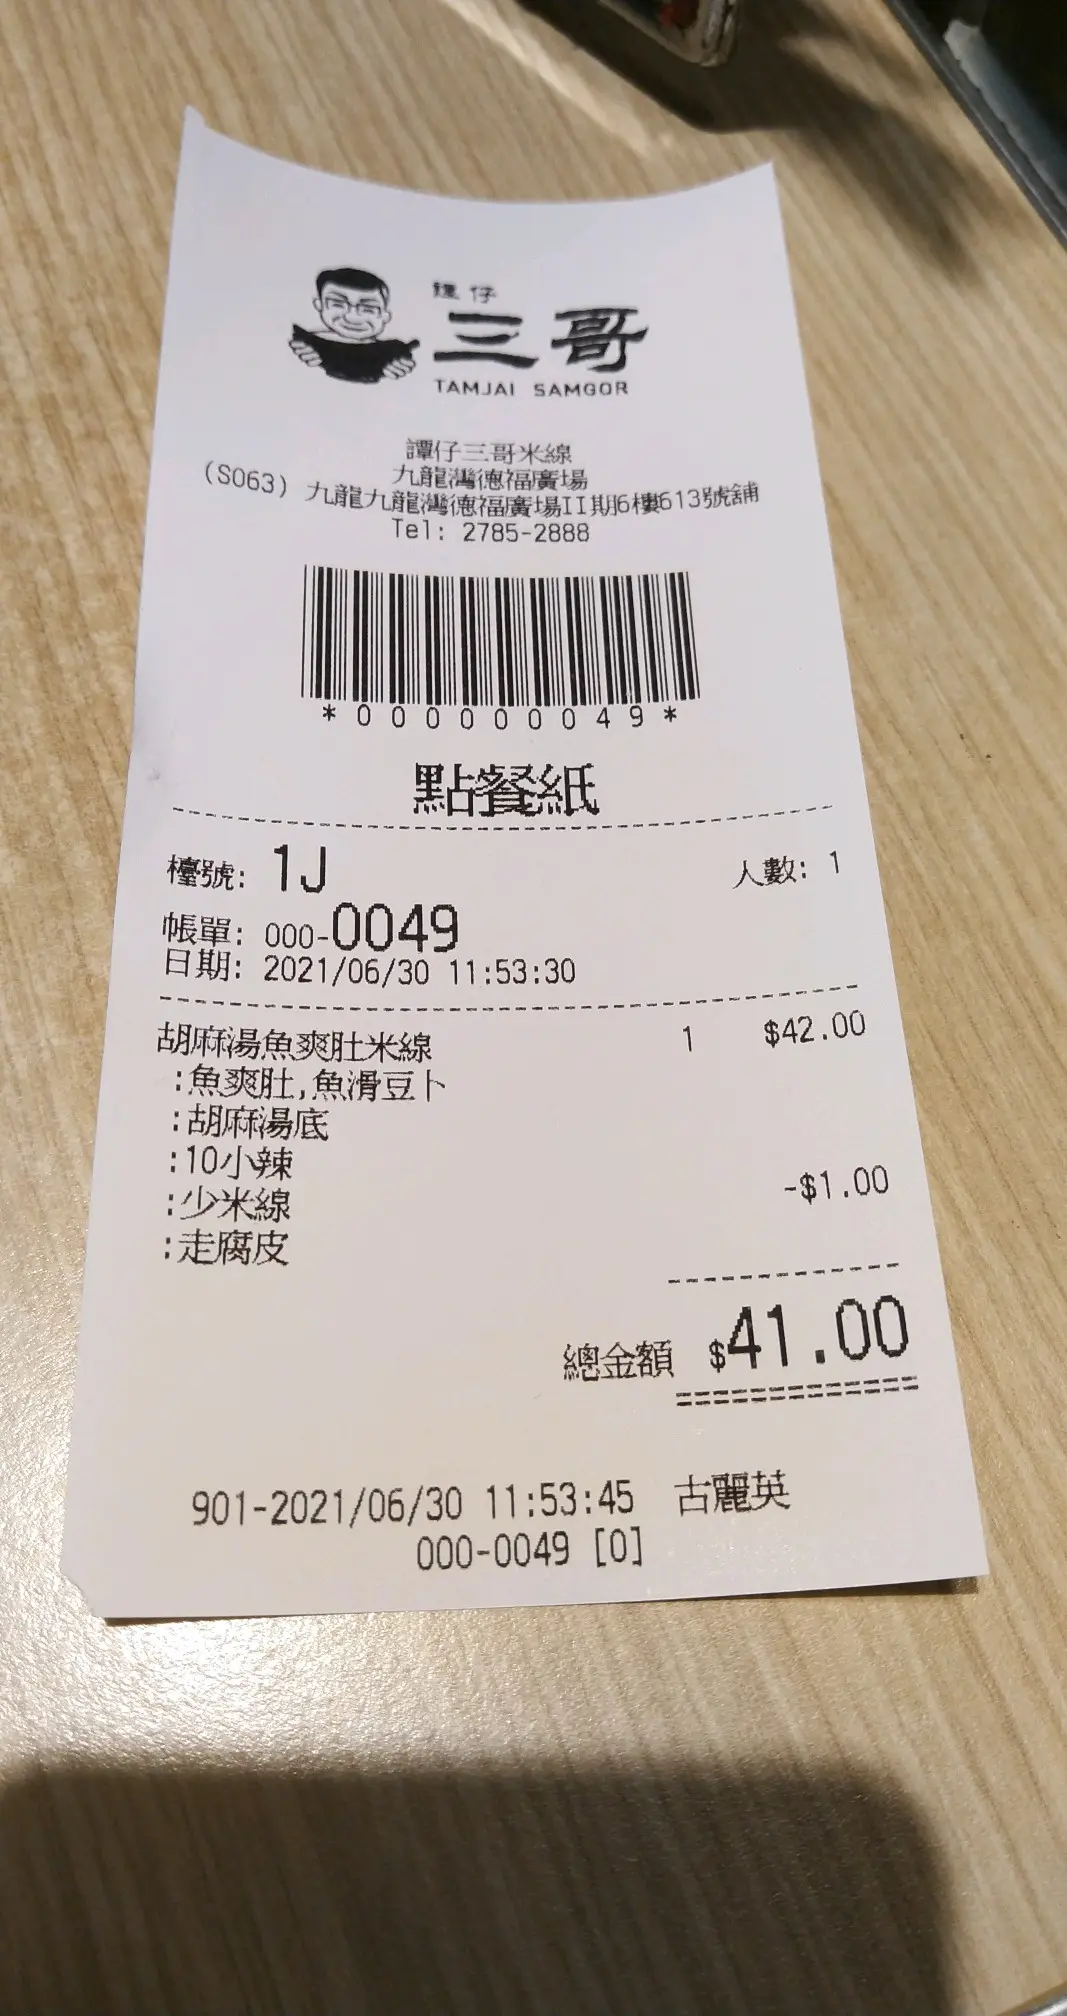 譚仔
三哥
TAMJAI SAMGOR
譚仔三哥米線
九龍灣德福廣場
(S063) 九龍九龍灣德福廣場II期6樓613號舖
Tel: 2785-2888
*000000049*
點餐紙
檯號: 1J 人數: 1
帳單: 000-0049
日期: 2021/06/30 11:53:30
胡麻湯魚爽肚米線 1 $42.00
:魚爽肚,魚滑豆卜
:胡麻湯底
:10小辣
:少米線 -$1.00
:走腐皮
總金額 $41.00
901-2021/06/30 11:53:45 古麗英
000-0049 [0]